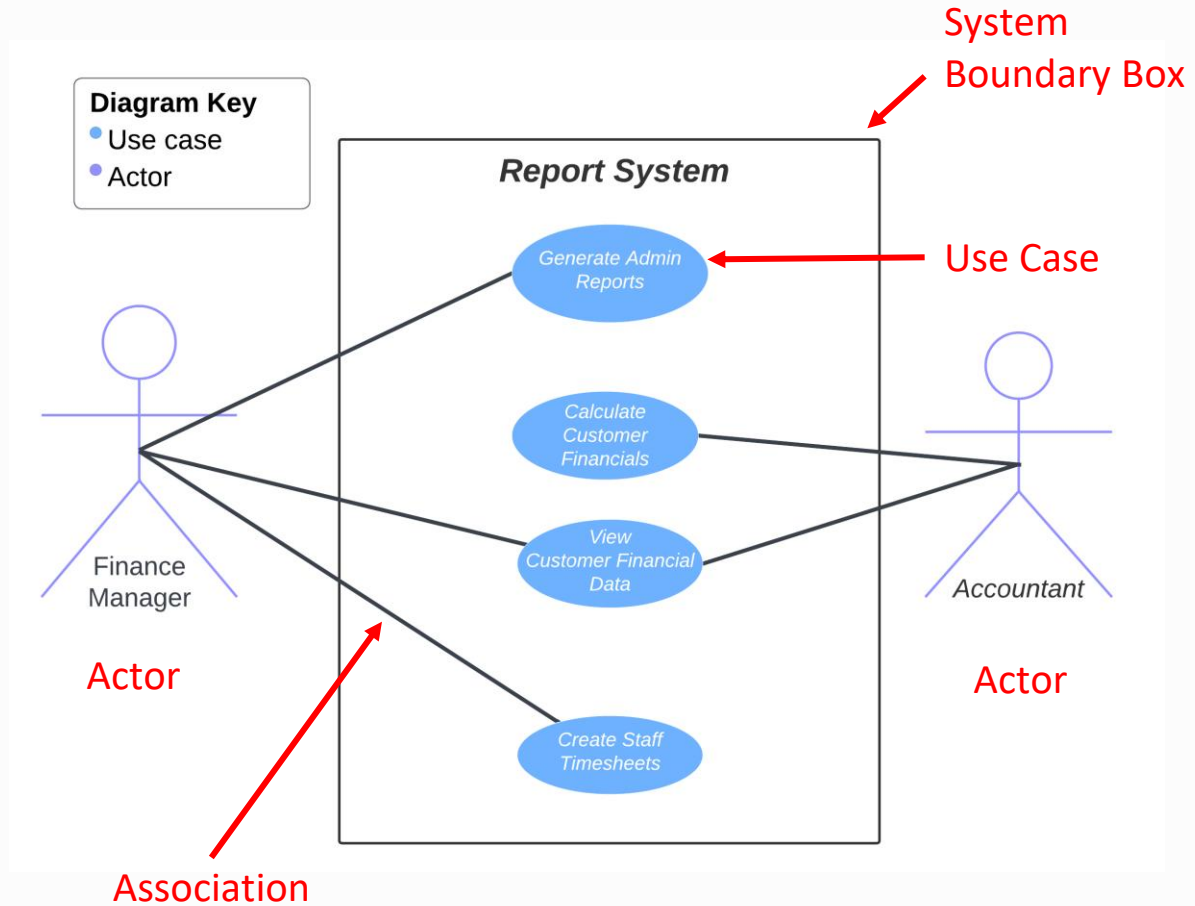 System
Boundary Box
Diagram Key
Use case
Actor
Report System
Generate Admin
Reports
Use Case
Calculate
Customer
Financials
View
Customer Financial
Data
Finance
Manager
Accountant
Actor
Actor
Create Staff
Timesheets
Association